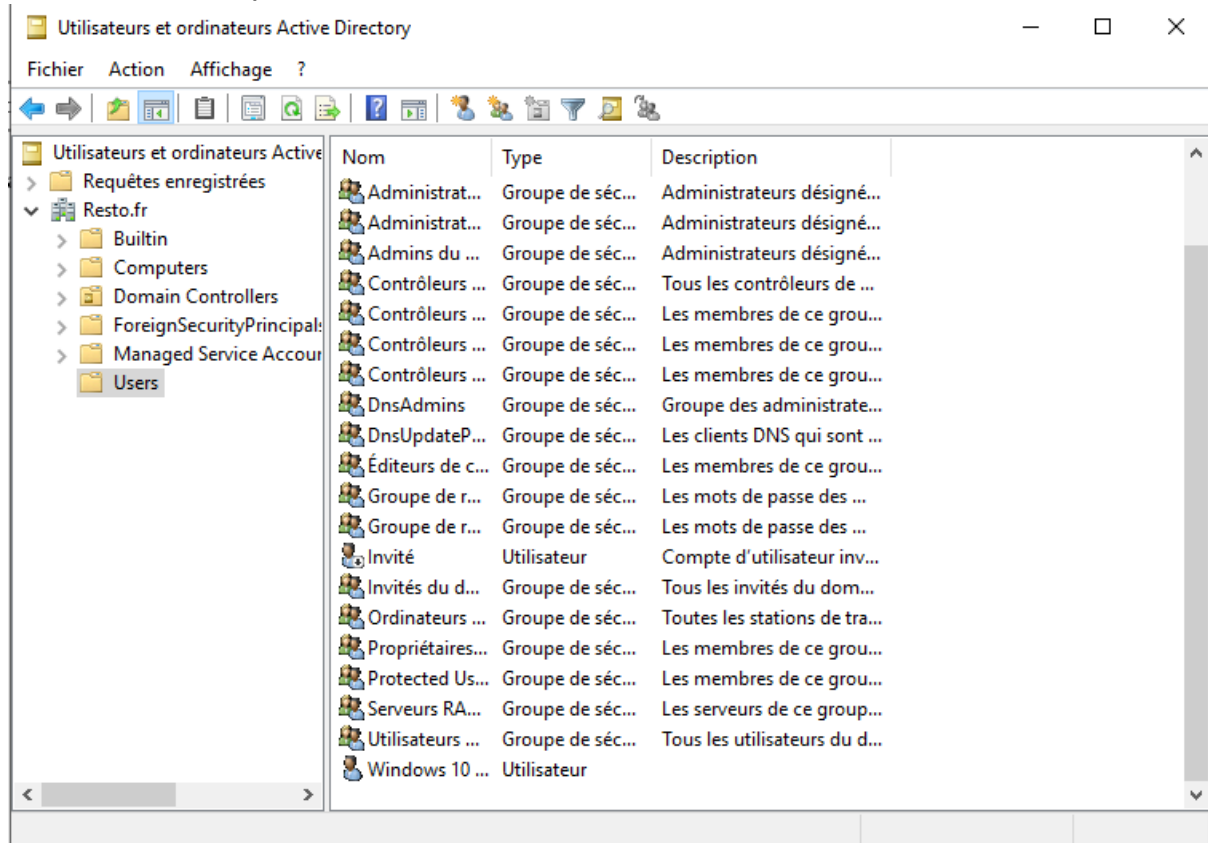 Utilisateurs et ordinateurs Active Directory
Fichier Action Affichage ?
Utilisateurs et ordinateurs Active
Requêtes enregistrées
Resto.fr
Builtin
Computers
Domain Controllers
ForeignSecurityPrincipals
Managed Service Accour
Users
Nom Type Description
Administrat... Groupe de séc... Administrateurs désigné...
Administrat... Groupe de séc... Administrateurs désigné...
Admins du ... Groupe de séc... Administrateurs désigné...
Contrôleurs ... Groupe de séc... Tous les contrôleurs de ...
Contrôleurs ... Groupe de séc... Les membres de ce grou...
Contrôleurs ... Groupe de séc... Les membres de ce grou...
Contrôleurs ... Groupe de séc... Les membres de ce grou...
DnsAdmins Groupe de séc... Groupe des administrate...
DnsUpdateP... Groupe de séc... Les clients DNS qui sont ...
Éditeurs de c... Groupe de séc... Les membres de ce grou...
Groupe de r... Groupe de séc... Les mots de passe des ...
Groupe de r... Groupe de séc... Les mots de passe des ...
Invité Utilisateur Compte d'utilisateur inv...
Invités du d... Groupe de séc... Tous les invités du dom...
Ordinateurs ... Groupe de séc... Toutes les stations de tra...
Propriétaires... Groupe de séc... Les membres de ce grou...
Protected Us... Groupe de séc... Les membres de ce grou...
Serveurs RA... Groupe de séc... Les serveurs de ce group...
Utilisateurs ... Groupe de séc... Tous les utilisateurs du d...
Windows 10 ... Utilisateur